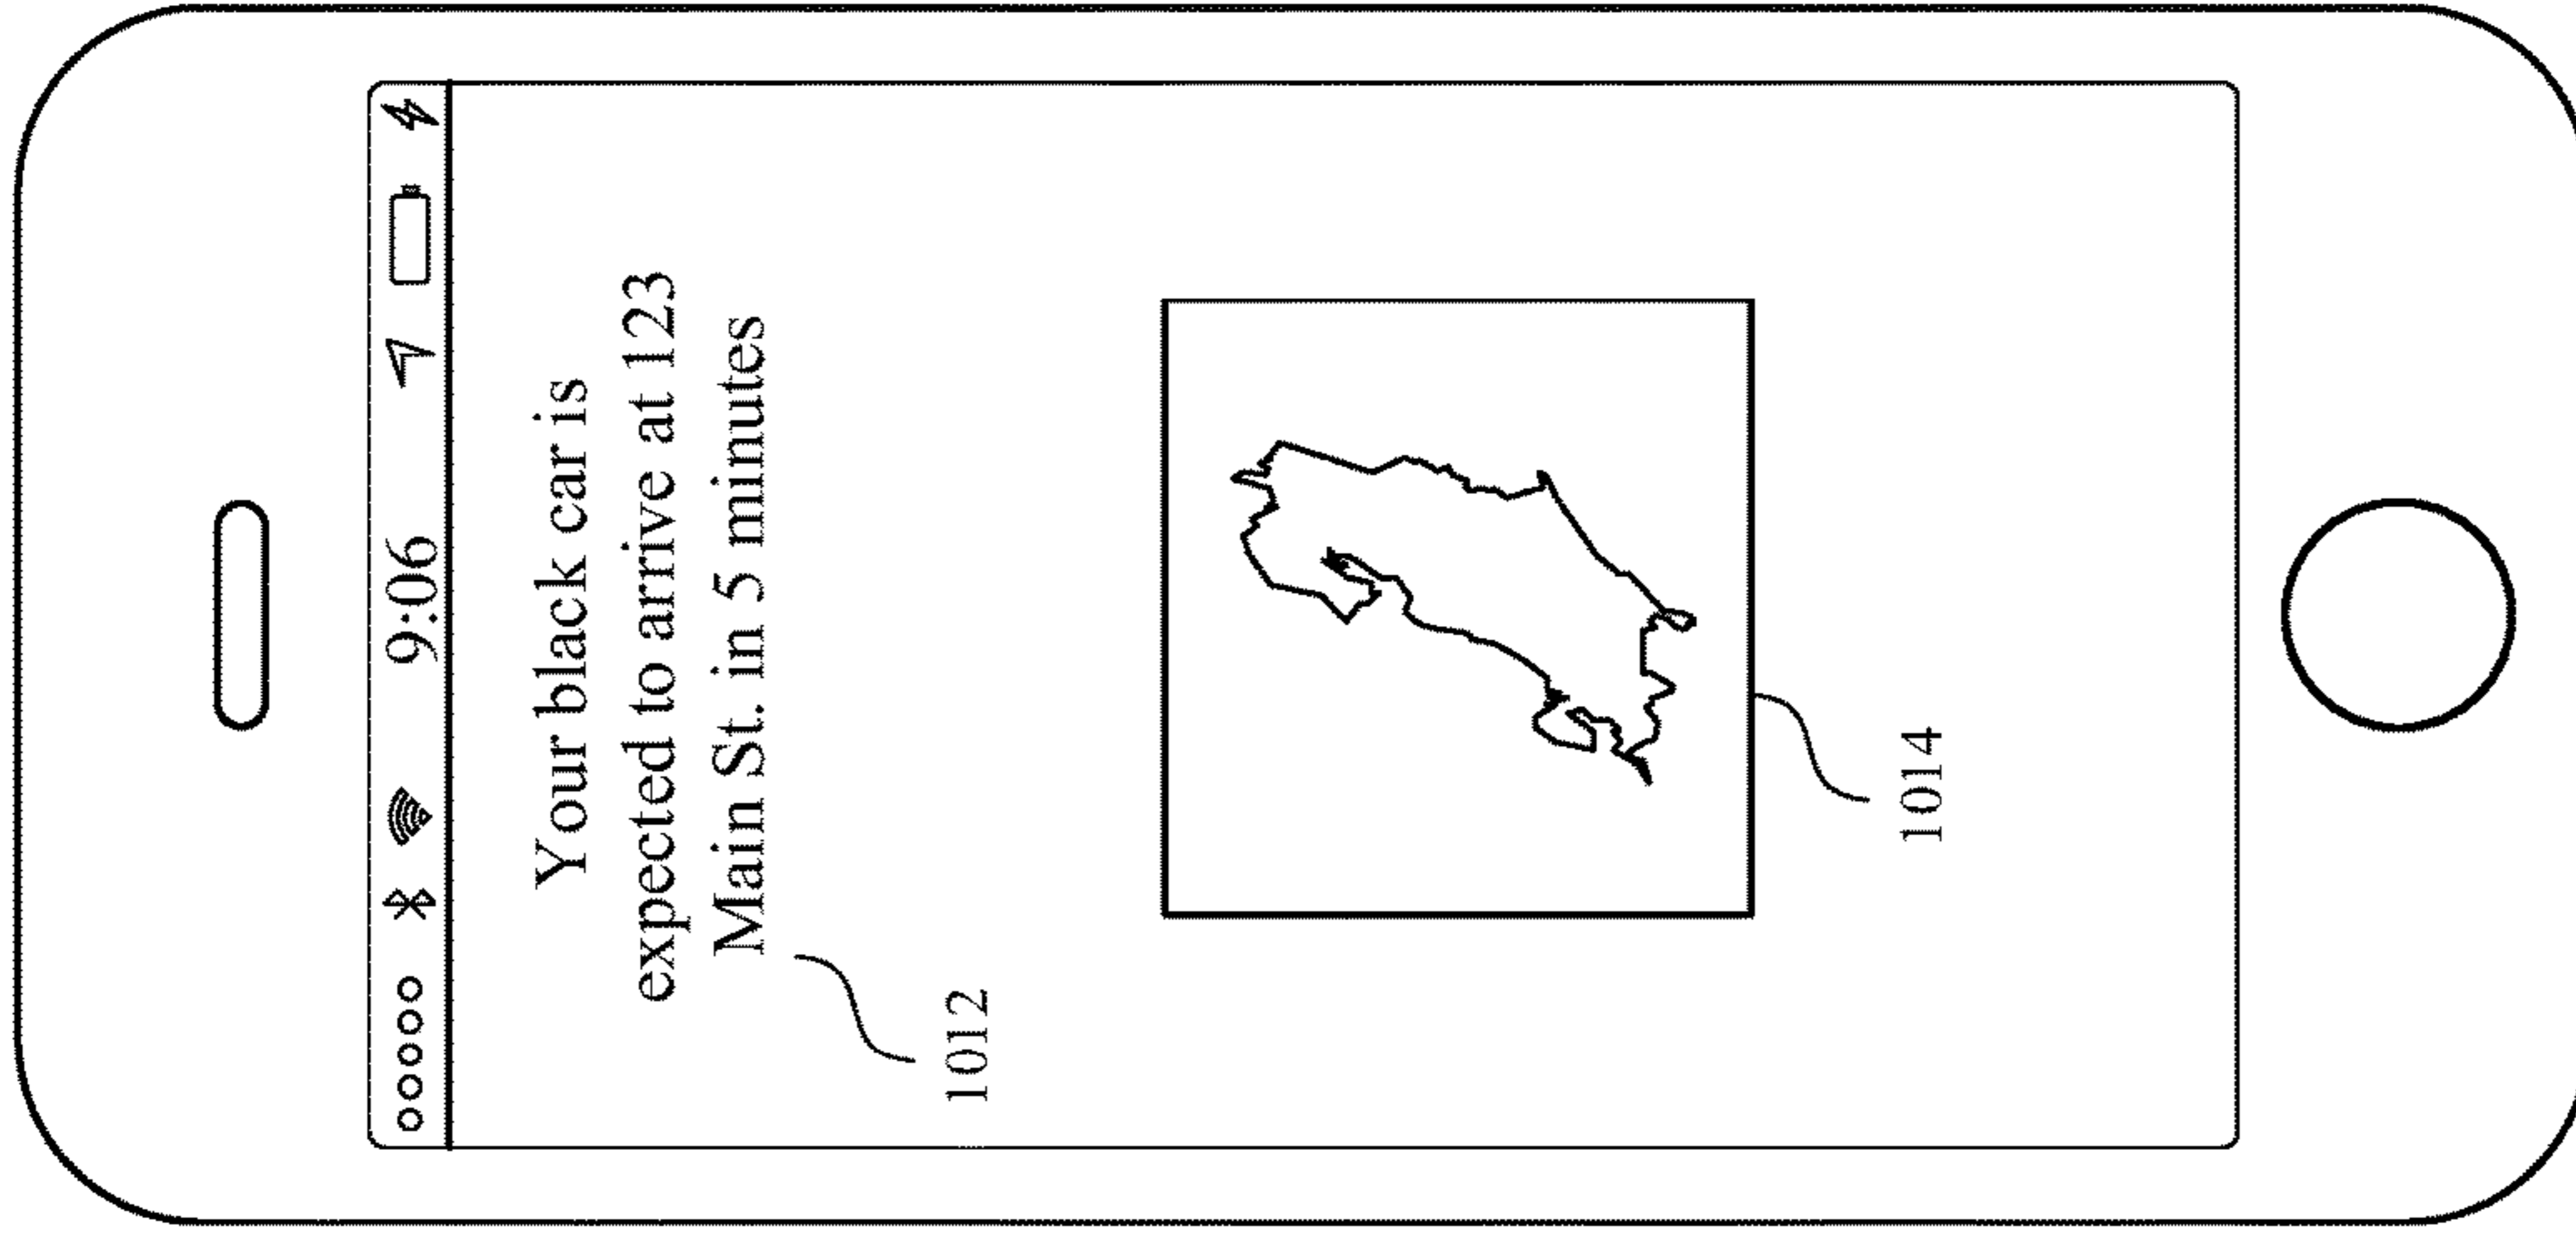 9:06
Your black car is
expected to arrive at 123
Main St. in 5 minutes
1012
1014